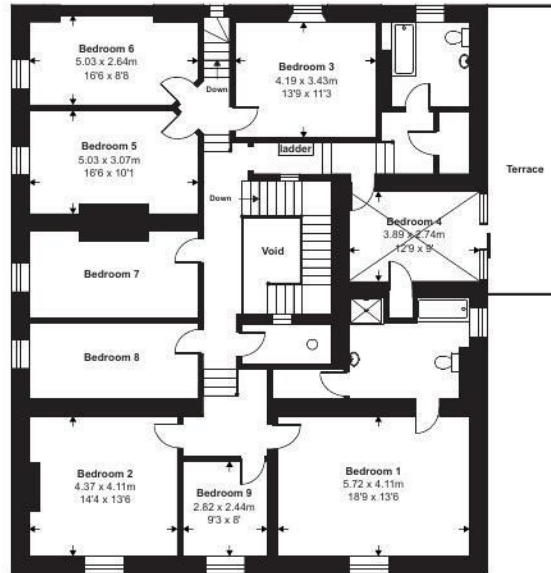 Bedroom 6
5.03 x 2.64m
16'6 x 8'8
Down
Bedroom 3
4.19 x 3.43m
13'9 x 11'3
Bedroom 5
5.03 x 3.07m
16'6 x 10'1
ladder
Terrace
Down
Bedroom 4
3.89 x 2.74m
12'9 x 9'
Void
Bedroom 7
Bedroom 8
Bedroom 2
4.37 x 4.11m
14'4 x 13'6
Bedroom 9
2.82 x 2.44m
9'3 x 8'
Bedroom 1
5.72 x 4.11m
18'9 x 13'6